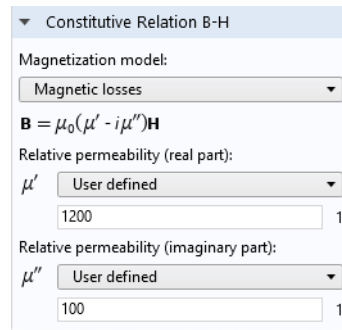 Constitutive Relation B-H
Magnetization model:
Magnetic losses
B = μ0(μ′ - iμ″)H
Relative permeability (real part):
μ′ User defined
1200 1
Relative permeability (imaginary part):
μ″ User defined
100 1